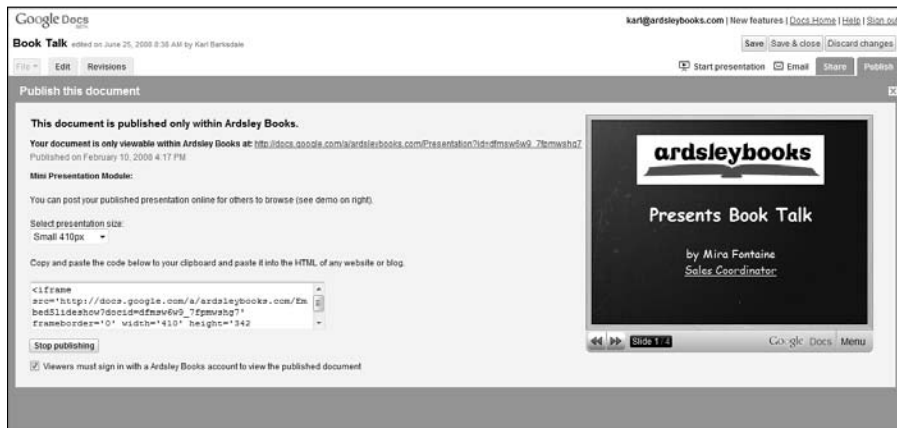 Google Docs
BETA
karl@ardsleybooks.com | New features | Docs Home | Help | Sign out
Book Talk edited on June 25, 2008 8:38 AM by Karl Barksdale
Save Save & close Discard changes
File Edit Revisions
Start presentation Email Share Publish
Publish this document
This document is published only within Ardsley Books.
Your document is only viewable within Ardsley Books at: http://docs.google.com/a/ardsleybooks.com/Presentation?id=dfmsw6w9_7fpmwshg7
Published on February 10, 2008 4:17 PM
Mini Presentation Module:
You can post your published presentation online for others to browse (see demo on right).
Select presentation size:
Small 410px
Copy and paste the code below to your clipboard and paste it into the HTML of any website or blog.
<iframe
src='http://docs.google.com/a/ardsleybooks.com/Em
bedSlideshow?docid=dfmsw6w9_7fpmwshg7'
frameborder='0' width='410' height='342
Stop publishing
Viewers must sign in with a Ardsley Books account to view the published document
ardsleybooks
Presents Book Talk
by Mira Fontaine
Sales Coordinator
Slide 1 / 4
Google Docs Menu